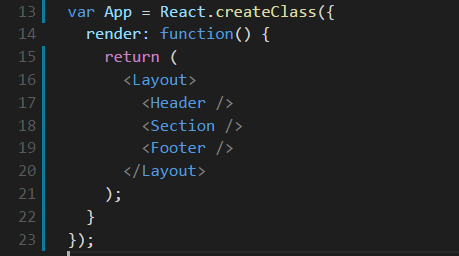 13 var App = React.createClass({
14   render: function() {
15     return (
16       <Layout>
17         <Header />
18         <Section />
19         <Footer />
20       </Layout>
21     );
22   }
23 });